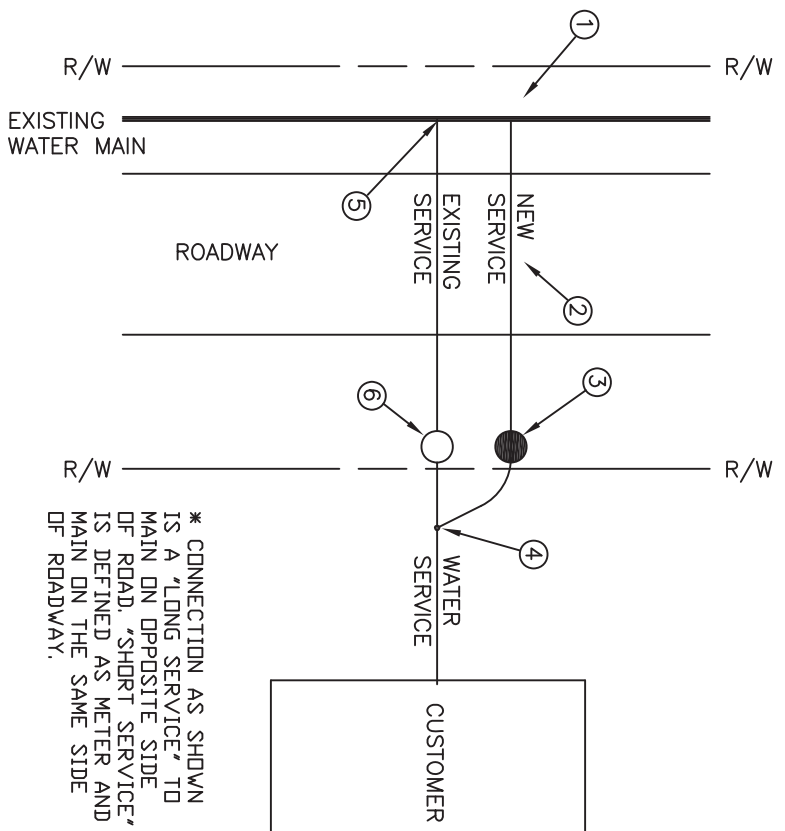 1
R/W
R/W
EXISTING
WATER MAIN
5
EXISTING
SERVICE
NEW
SERVICE
ROADWAY
2
3
6
R/W
R/W
4
WATER
SERVICE
CUSTOMER
* CONNECTION AS SHOWN
IS A "LONG SERVICE" TO
MAIN ON OPPOSITE SIDE
OF ROAD. "SHORT SERVICE"
IS DEFINED AS METER AND
MAIN ON THE SAME SIDE
OF ROADWAY.